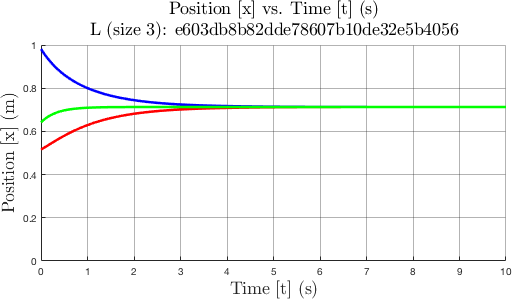 Position [x] vs. Time [t] (s)
L (size 3): e603db8b82dde78607b10de32e5b4056
1
0.8
0.6
0.4
0.2
0
Position [x] (m)
0 1 2 3 4 5 6 7 8 9 10
Time [t] (s)